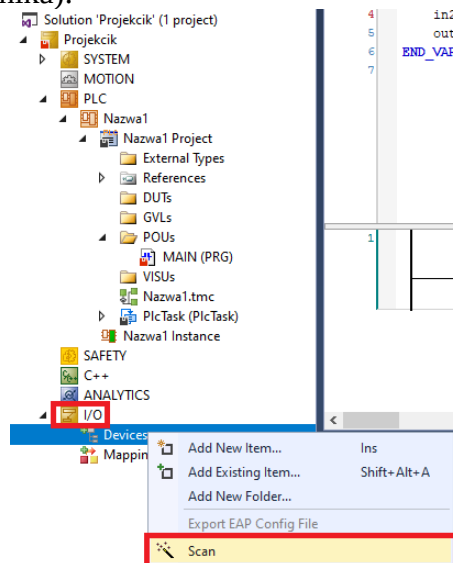 Solution 'Projekcik' (1 project)
Projekcik
SYSTEM
MOTION
PLC
Nazwa1
Nazwa1 Project
External Types
References
DUTs
GVLs
POUs
MAIN (PRG)
VISUs
Nazwa1.tmc
PlcTask (PlcTask)
Nazwa1 Instance
SAFETY
C++
ANALYTICS
I/O
Devices
Mappin
4 in2
5 out
6 END_VAR
7
1
Add New Item... Ins
Add Existing Item... Shift+Alt+A
Add New Folder...
Export EAP Config File
Scan